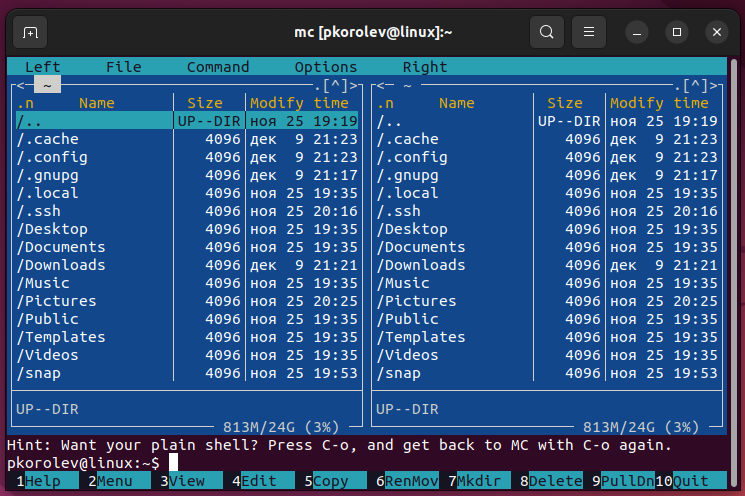 mc [pkorolev@linux]:~
Left File Command Options Right
<─ ~ ─.[^]> <─ ~ ─.[^]>
.n Name Size Modify time .n Name Size Modify time
/.. UP--DIR ноя 25 19:19 /.. UP--DIR ноя 25 19:19
/.cache 4096 дек 9 21:23 /.cache 4096 дек 9 21:23
/.config 4096 дек 9 21:23 /.config 4096 дек 9 21:23
/.gnupg 4096 дек 9 21:17 /.gnupg 4096 дек 9 21:17
/.local 4096 ноя 25 19:35 /.local 4096 ноя 25 19:35
/.ssh 4096 ноя 25 20:16 /.ssh 4096 ноя 25 20:16
/Desktop 4096 ноя 25 19:35 /Desktop 4096 ноя 25 19:35
/Documents 4096 ноя 25 19:35 /Documents 4096 ноя 25 19:35
/Downloads 4096 дек 9 21:21 /Downloads 4096 дек 9 21:21
/Music 4096 ноя 25 19:35 /Music 4096 ноя 25 19:35
/Pictures 4096 ноя 25 20:25 /Pictures 4096 ноя 25 20:25
/Public 4096 ноя 25 19:35 /Public 4096 ноя 25 19:35
/Templates 4096 ноя 25 19:35 /Templates 4096 ноя 25 19:35
/Videos 4096 ноя 25 19:35 /Videos 4096 ноя 25 19:35
/snap 4096 ноя 25 19:53 /snap 4096 ноя 25 19:53
UP--DIR UP--DIR
813M/24G (3%) 813M/24G (3%)
Hint: Want your plain shell? Press C-o, and get back to MC with C-o again.
pkorolev@linux:~$
1Help 2Menu 3View 4Edit 5Copy 6RenMov 7Mkdir 8Delete 9PullDn 10Quit